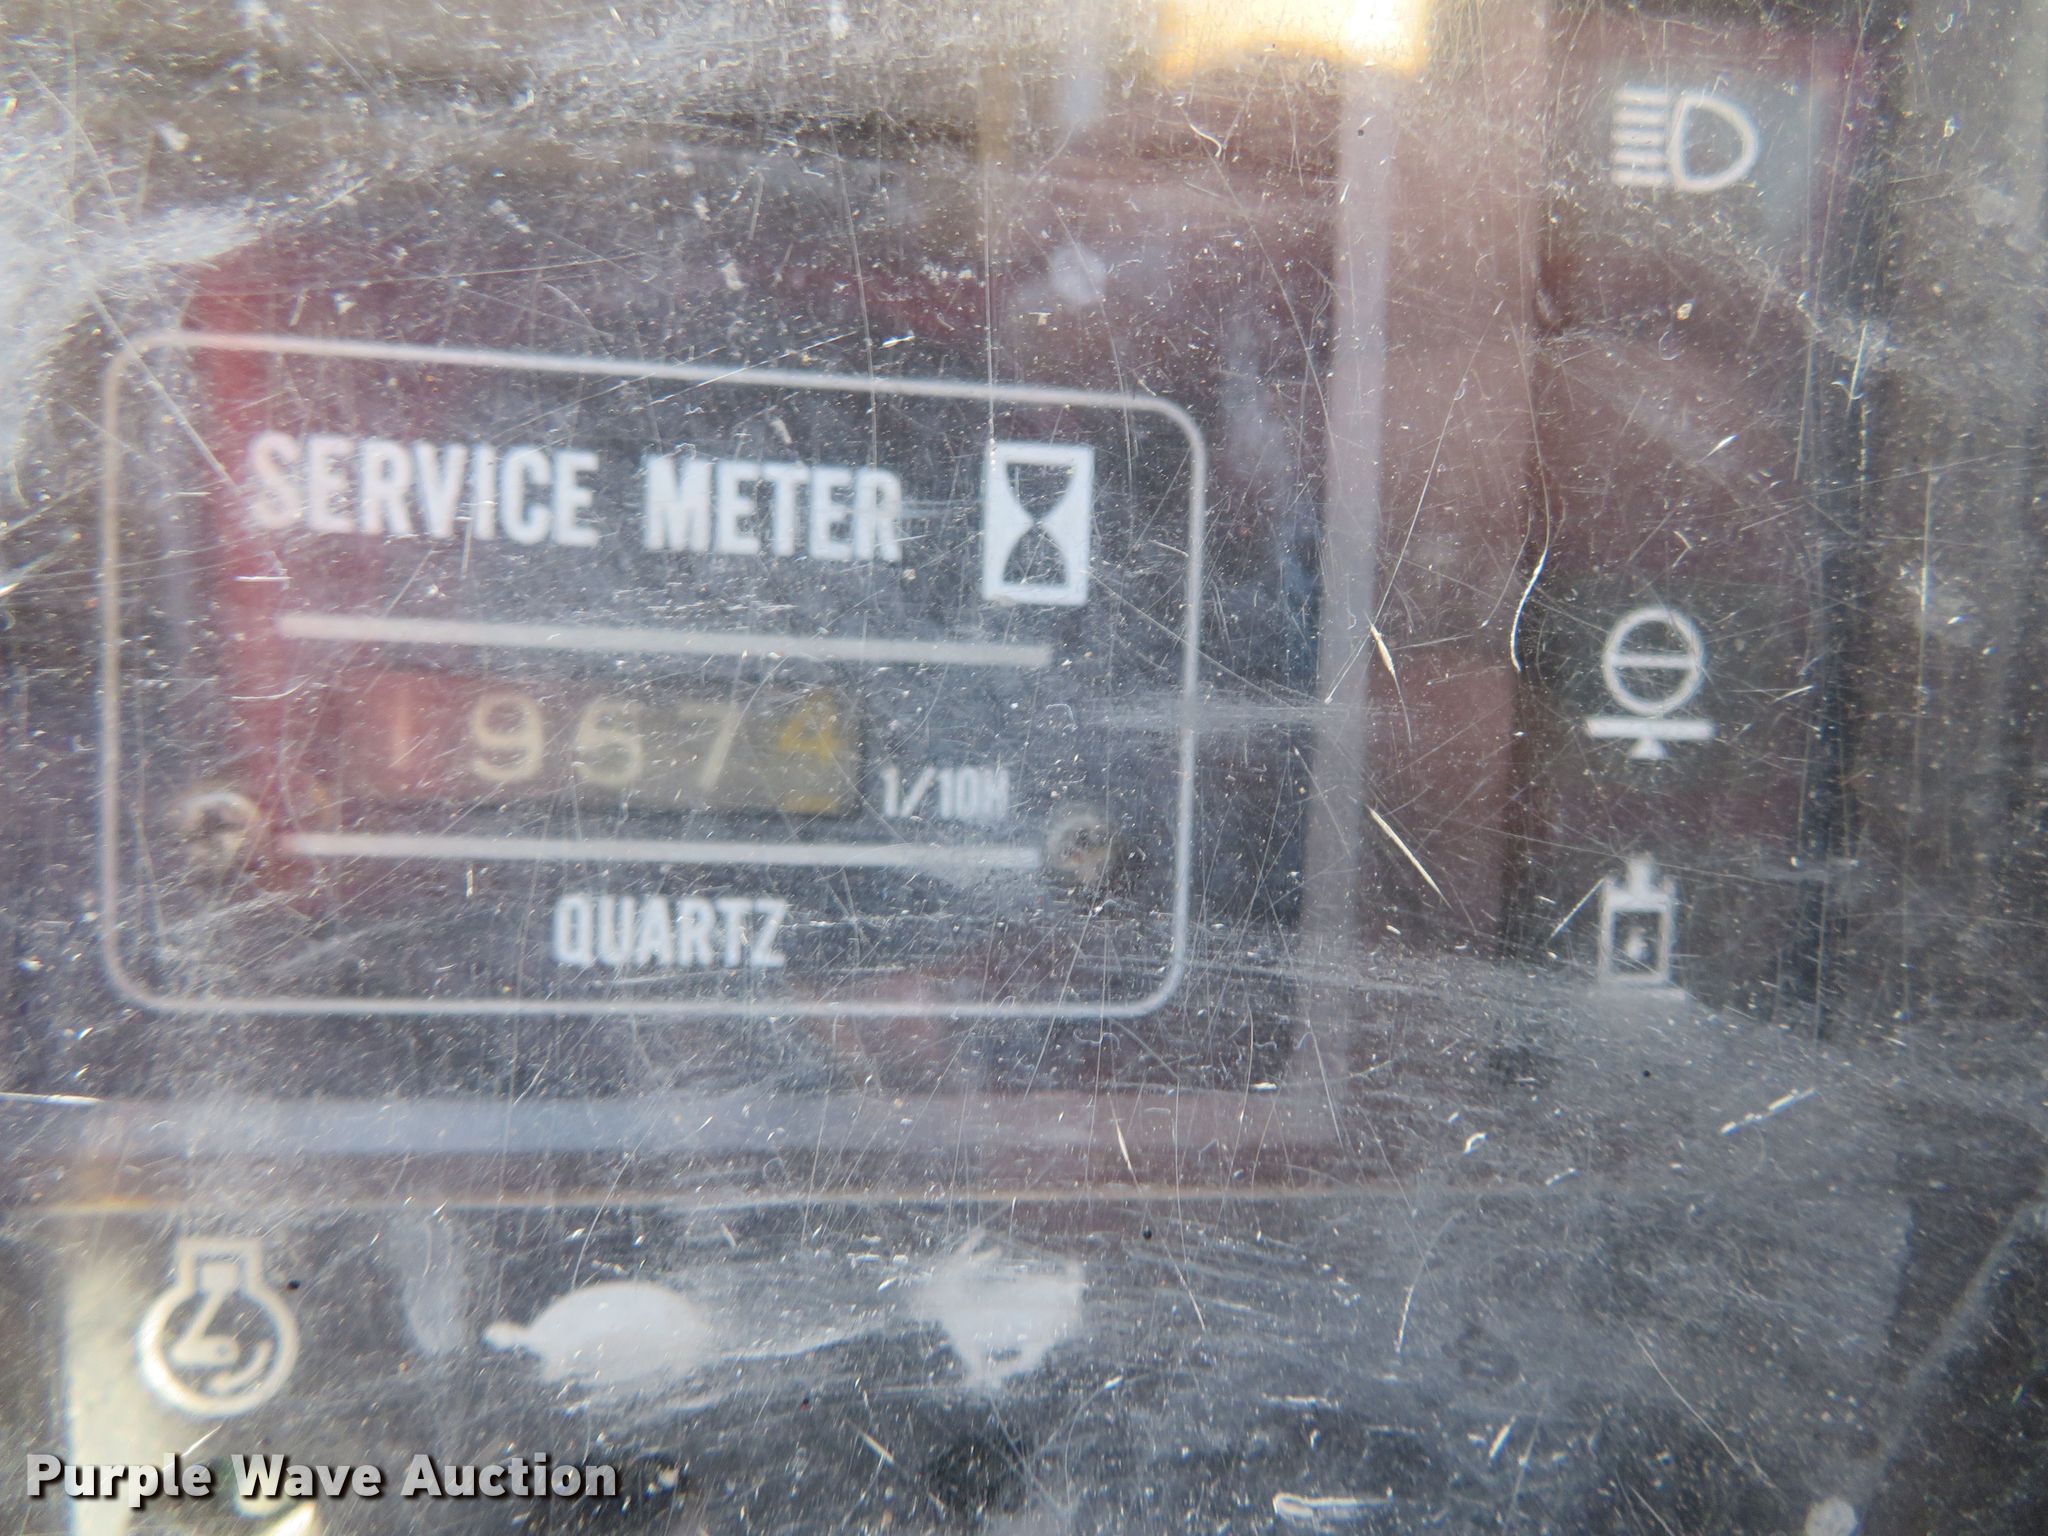 SERVICE METER
19674
1/10H
QUARTZ
Purple Wave Auction